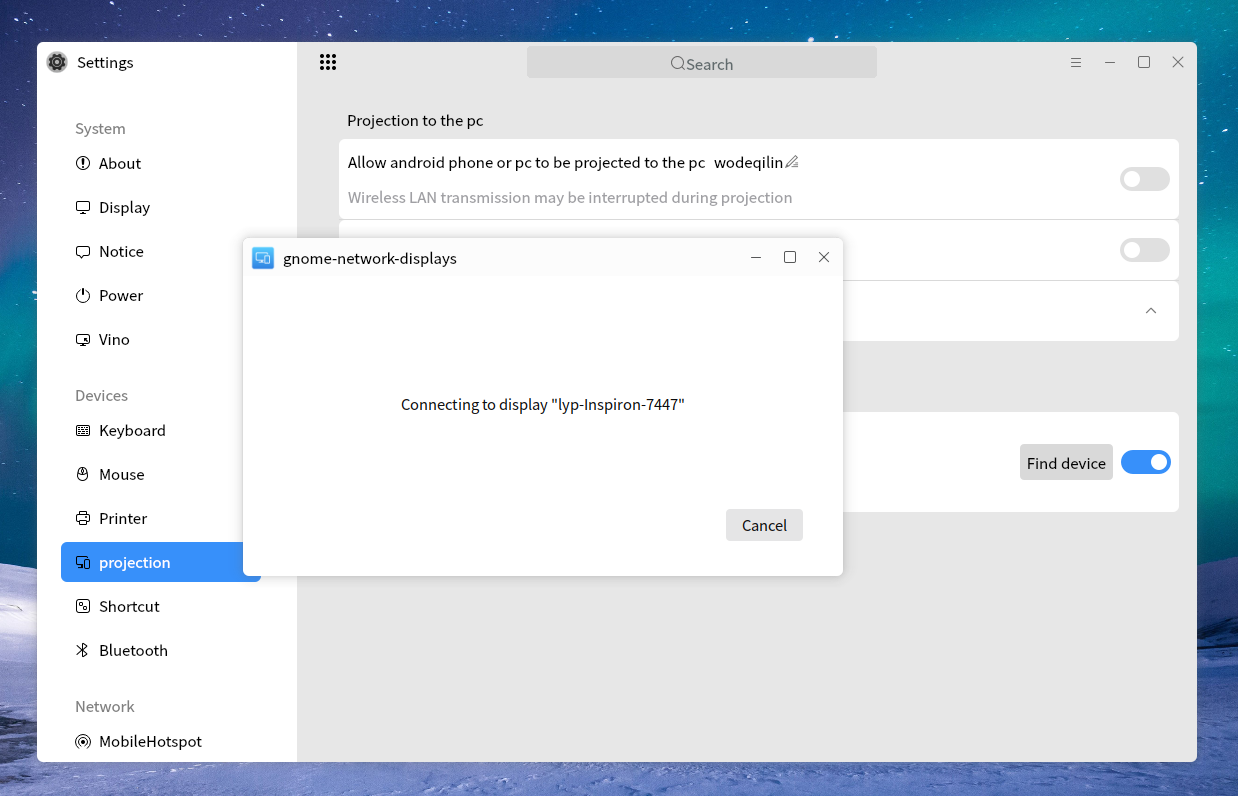 Settings
Search
System
About
Display
Notice
Power
Vino
Devices
Keyboard
Mouse
Printer
projection
Shortcut
Bluetooth
Network
MobileHotspot
Projection to the pc
Allow android phone or pc to be projected to the pc wodeqilin
Wireless LAN transmission may be interrupted during projection
Find device
gnome-network-displays
Connecting to display "lyp-Inspiron-7447"
Cancel